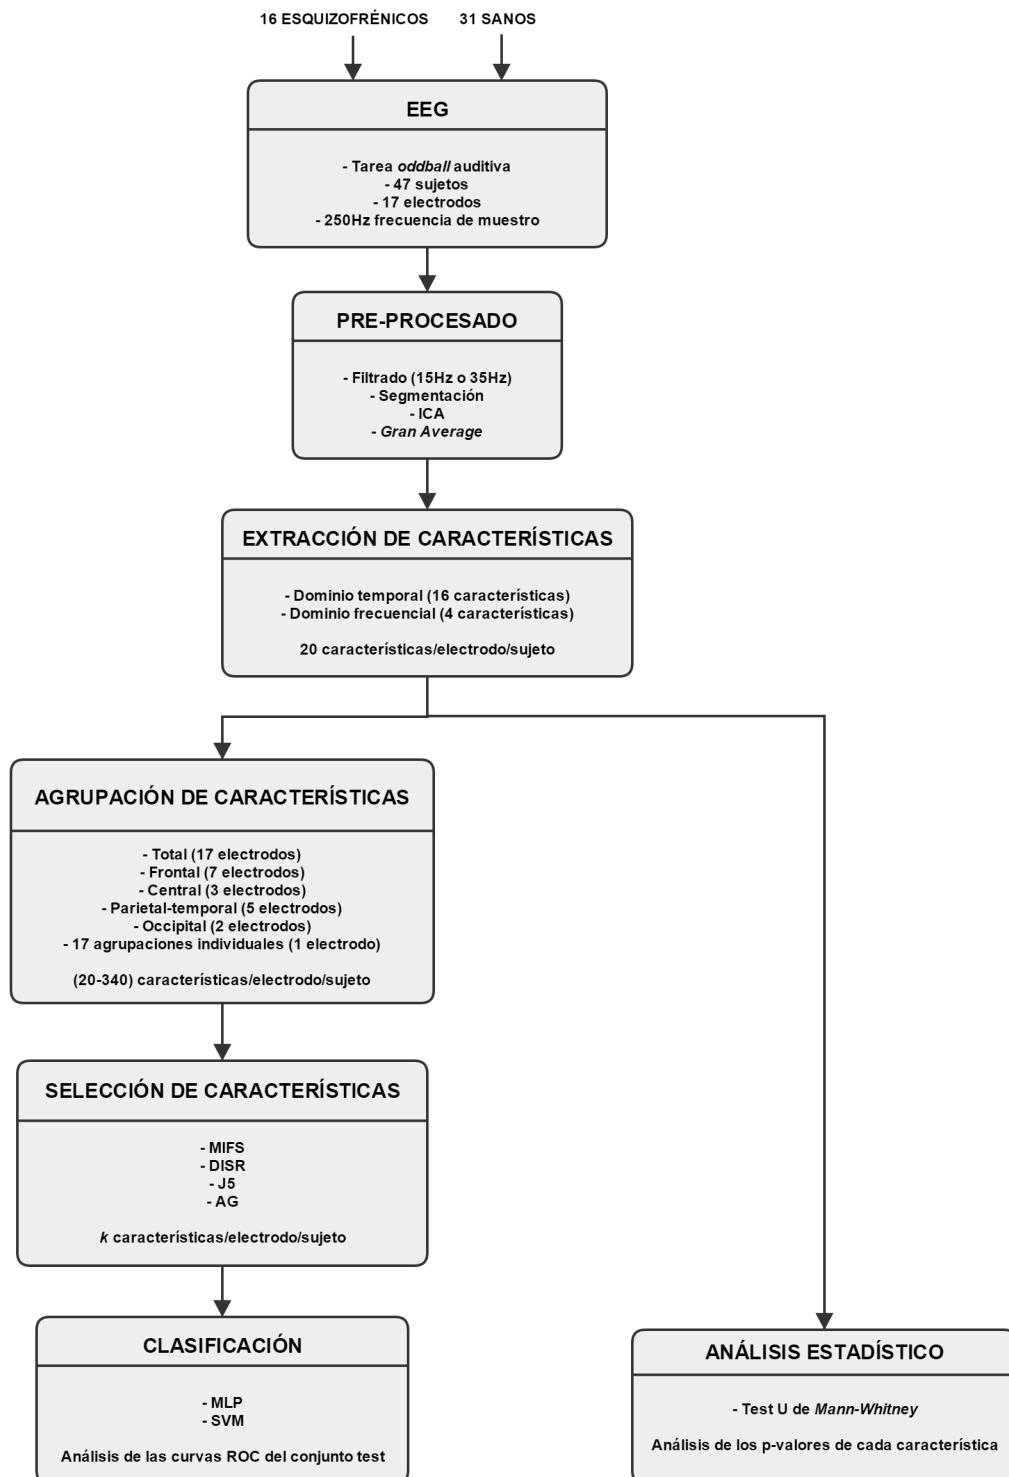 16 ESQUIZOFRÉNICOS 31 SANOS
EEG
- Tarea oddball auditiva
- 47 sujetos
- 17 electrodos
- 250Hz frecuencia de muestro
PRE-PROCESADO
- Filtrado (15Hz o 35Hz)
- Segmentación
- ICA
- Gran Average
EXTRACCIÓN DE CARACTERÍSTICAS
- Dominio temporal (16 características)
- Dominio frecuencial (4 características)
20 características/electrodo/sujeto
AGRUPACIÓN DE CARACTERÍSTICAS
- Total (17 electrodos)
- Frontal (7 electrodos)
- Central (3 electrodos)
- Parietal-temporal (5 electrodos)
- Occipital (2 electrodos)
- 17 agrupaciones individuales (1 electrodo)
(20-340) características/electrodo/sujeto
SELECCIÓN DE CARACTERÍSTICAS
- MIFS
- DISR
- J5
- AG
k características/electrodo/sujeto
CLASIFICACIÓN
- MLP
- SVM
Análisis de las curvas ROC del conjunto test
ANÁLISIS ESTADÍSTICO
- Test U de Mann-Whitney
Análisis de los p-valores de cada característica